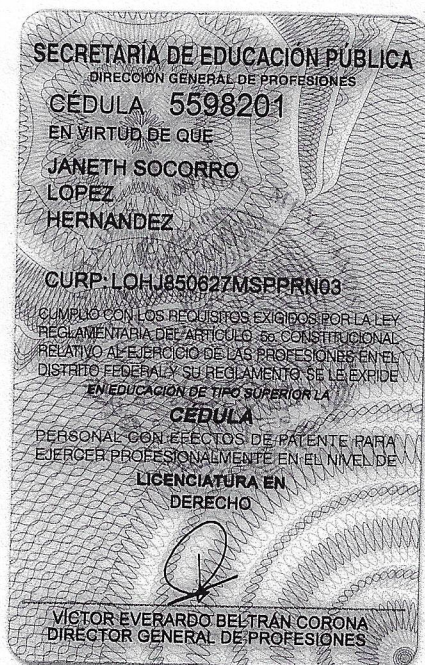 SECRETARÍA DE EDUCACIÓN PÚBLICA
DIRECCIÓN GENERAL DE PROFESIONES
CÉDULA 5598201
EN VIRTUD DE QUE
JANETH SOCORRO
LOPEZ
HERNANDEZ
CURP: LOHJ850627MSPPRN03
CUMPLIÓ CON LOS REQUISITOS EXIGIDOS POR LA LEY
REGLAMENTARIA DEL ARTÍCULO 5o. CONSTITUCIONAL
RELATIVO AL EJERCICIO DE LAS PROFESIONES EN EL
DISTRITO FEDERAL Y SU REGLAMENTO SE LE EXPIDE
EN EDUCACIÓN DE TIPO SUPERIOR LA
CÉDULA
PERSONAL CON EFECTOS DE PATENTE PARA
EJERCER PROFESIONALMENTE EN EL NIVEL DE
LICENCIATURA EN
DERECHO
VÍCTOR EVERARDO BELTRÁN CORONA
DIRECTOR GENERAL DE PROFESIONES